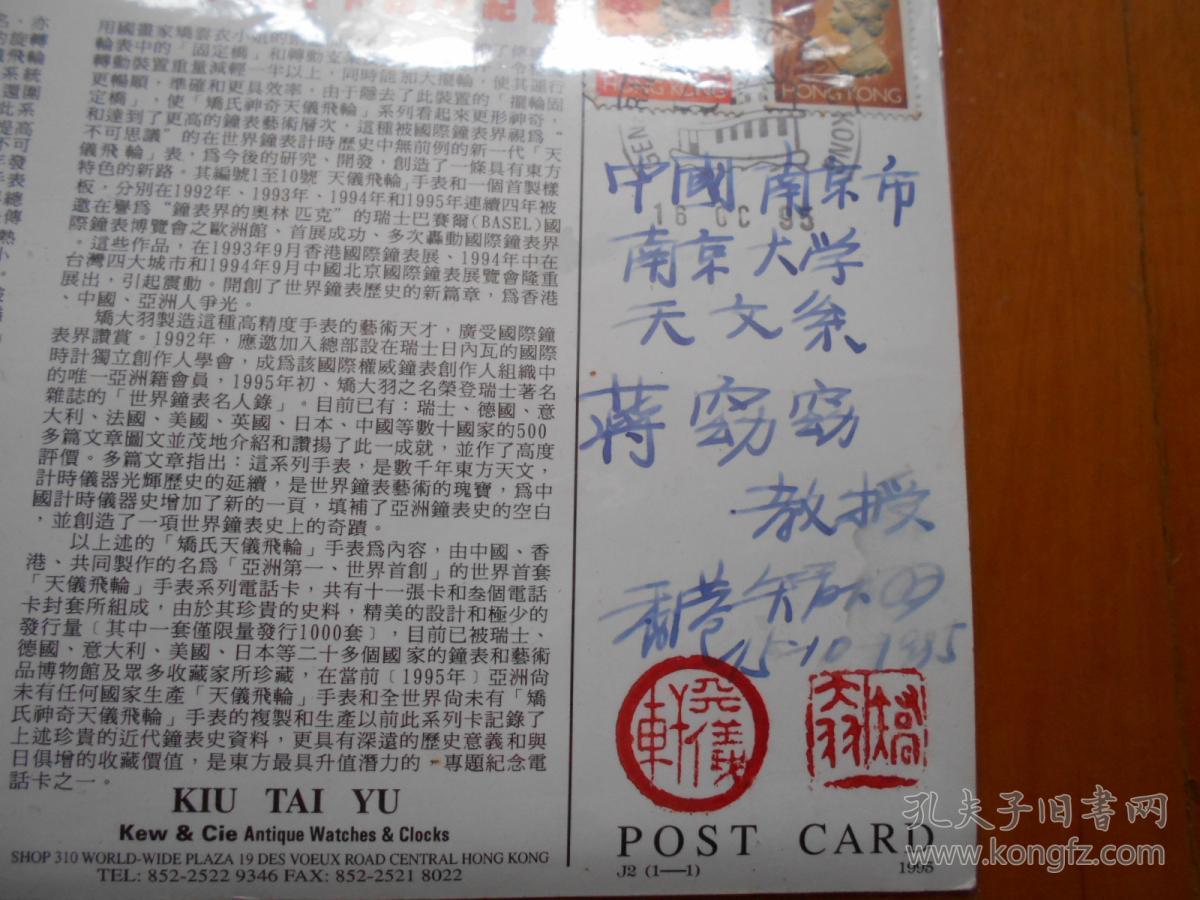 用國畫家矯
輪表中的「固定橋」和轉動支
轉動裝置重量減輕一半以上，同時能加大擺輪，使其運行
更暢順，準確和更具效率。由于隱去了此裝置的「擺輪固
定橋」，使「矯氏神奇天儀飛輪」系列看起來更形神奇，
和達到了更高的鐘表藝術層次，這種被國際鐘表界視爲“
不可思議”的在世界鐘表計時歷史中無前例的新一代「天
儀飛輪」表，爲今後的研究、開發，創造了一條具有東方
特色的新路。其編號1至10號 天儀飛輪」手表和一個首製樣
板，分別在1992年、1993年、1994年和1995年連續四年被
邀在譽爲“鐘表界的奧林匹克”的瑞士巴賽爾(BASEL)國
際鐘表博覽會之歐洲館、首展成功、多次轟動國際鐘表界
。這些作品，在1993年9月香港國際鐘表展、1994年中在
台灣四大城市和1994年9月中國北京國際鐘表展覽會隆重
展出，引起震動。開創了世界鐘表歷史的新篇章，爲香港
、中國、亞洲人爭光。
矯大羽製造這種高精度手表的藝術天才，廣受國際鐘
表界讚賞。1992年，應邀加入總部設在瑞士日內瓦的國際
時計獨立創作人學會，成爲該國際權威鐘表創作人組織中
的唯一亞洲籍會員，1995年初、矯大羽之名榮登瑞士著名
雜誌的「世界鐘表名人錄」。目前已有：瑞士、德國、意
大利、法國、美國、英國、日本、中國等數十國家的500
多篇文章圖文並茂地介紹和讚揚了此一成就，並作了高度
評價。多篇文章指出：這系列手表，是數千年東方天文，
計時儀器光輝歷史的延續，是世界鐘表藝術的瑰寶，爲中
國計時儀器史增加了新的一頁，填補了亞洲鐘表史的空白
，並創造了一項世界鐘表史上的奇蹟。
以上述的「矯氏天儀飛輪」手表爲內容，由中國、香
港、共同製作的名爲「亞洲第一、世界首創」的世界首套
「天儀飛輪」手表系列電話卡，共有十一張卡和叁個電話
卡封套所組成，由於其珍貴的史料，精美的設計和極少的
發行量〔其中一套僅限量發行1000套〕，目前已被瑞士、
德國、意大利、美國、日本等二十多個國家的鐘表和藝術
品博物館及眾多收藏家所珍藏，在當前〔1995年〕亞洲尚
未有任何國家生產「天儀飛輪」手表和全世界尚未有「矯
氏神奇天儀飛輪」手表的複製和生產以前此系列卡記錄了
上述珍貴的近代鐘表史資料，更具有深遠的歷史意義和與
日俱增的收藏價值，是東方最具升值潛力的 專題紀念電
話卡之一。
KIU TAI YU
Kew & Cie Antique Watches & Clocks
SHOP 310 WORLD-WIDE PLAZA 19 DES VOEUX ROAD CENTRAL HONG KONG
TEL: 852-2522 9346 FAX: 852-2521 8022
HONG KONG
HONG KONG
16 OC 95
中國南京市
南京大学
天文系
蒋窈窈
教授
香港
15-10-1995
天儀軒
矯大羽
POST CARD
J2 (1—1)
1995
孔夫子旧书网
www.kongfz.com